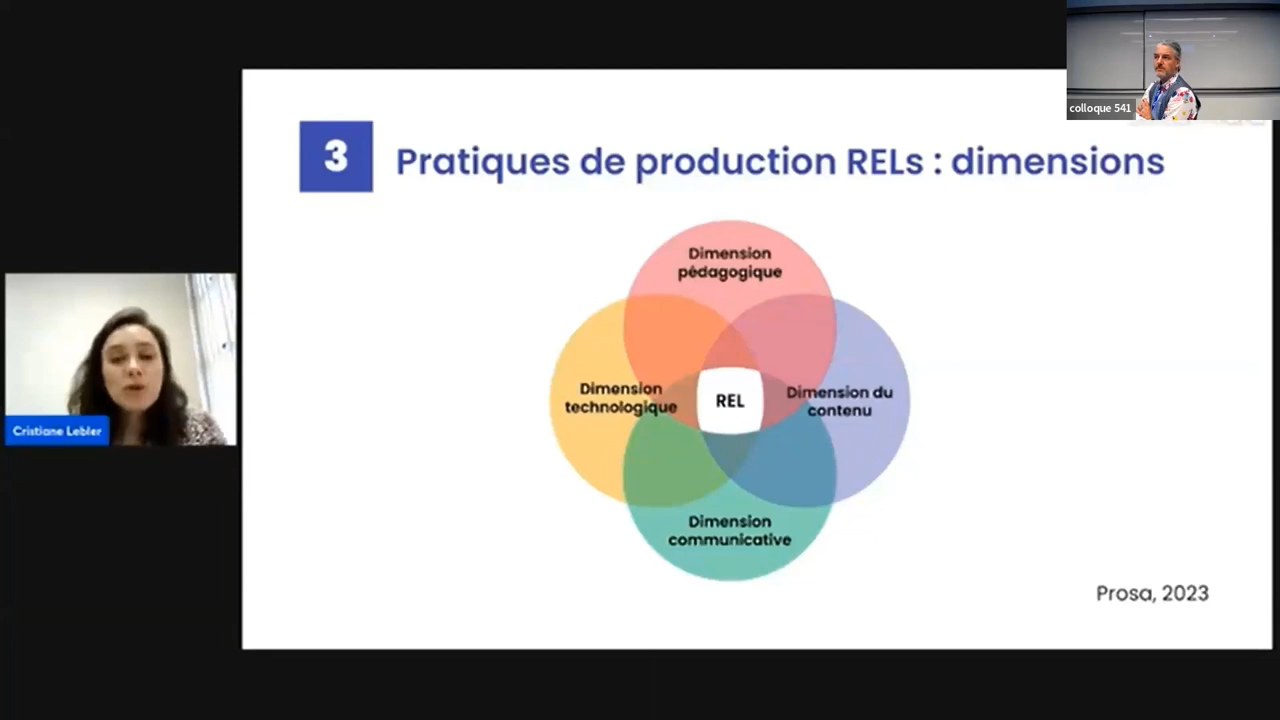 colloque 541
3
Pratiques de production RELs : dimensions
Dimension
pédagogique
Dimension
technologique
REL
Dimension du
contenu
Dimension
communicative
Cristiane Lebler
Prosa, 2023